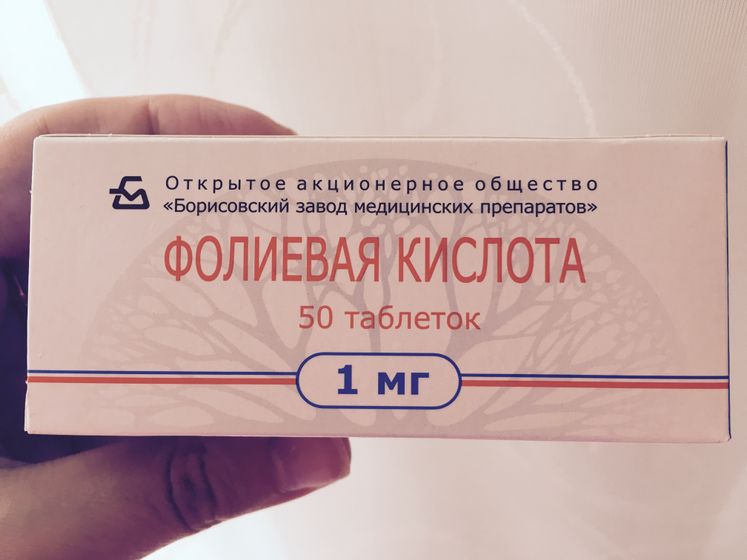 Открытое акционерное общество
«Борисовский завод медицинских препаратов»
ФОЛИЕВАЯ КИСЛОТА
50 таблеток
1 мг